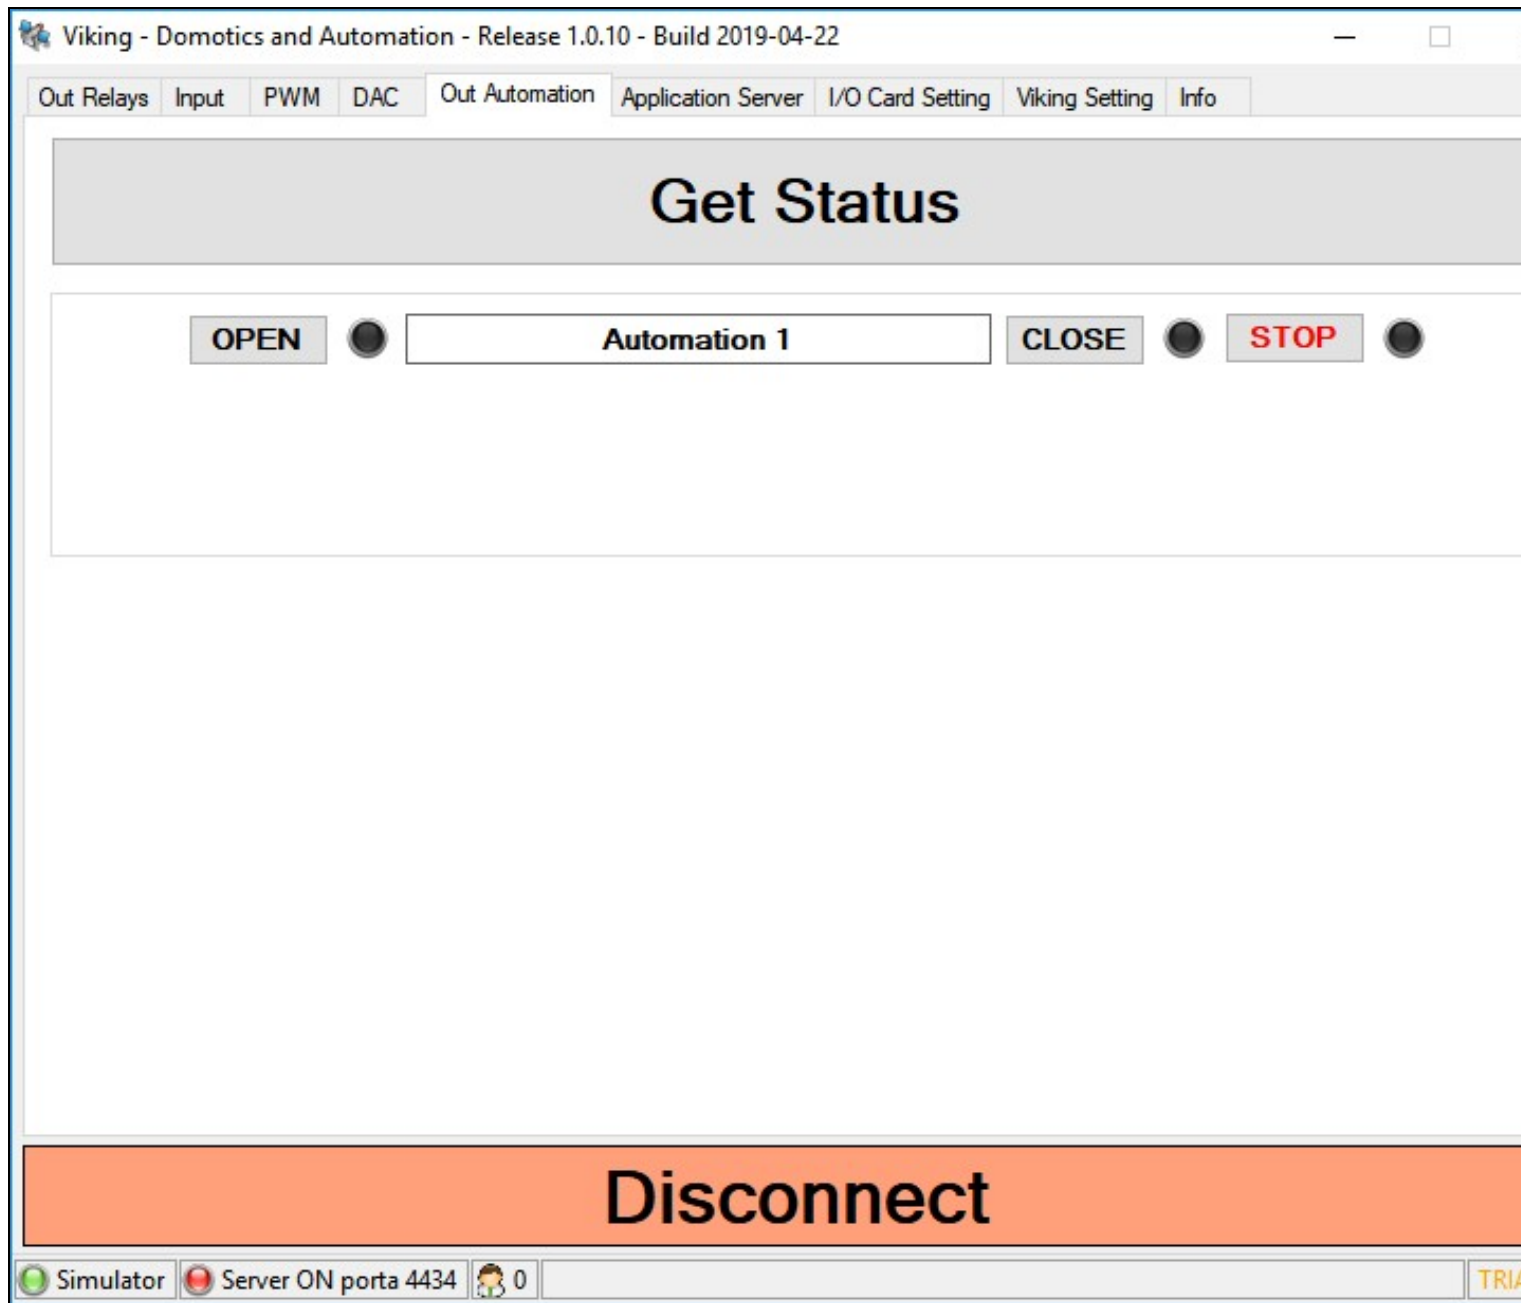 Viking - Domotics and Automation - Release 1.0.10 - Build 2019-04-22
Out Relays Input PWM DAC Out Automation Application Server I/O Card Setting Viking Setting Info
Get Status
OPEN Automation 1 CLOSE STOP
Disconnect
Simulator Server ON porta 4434 0